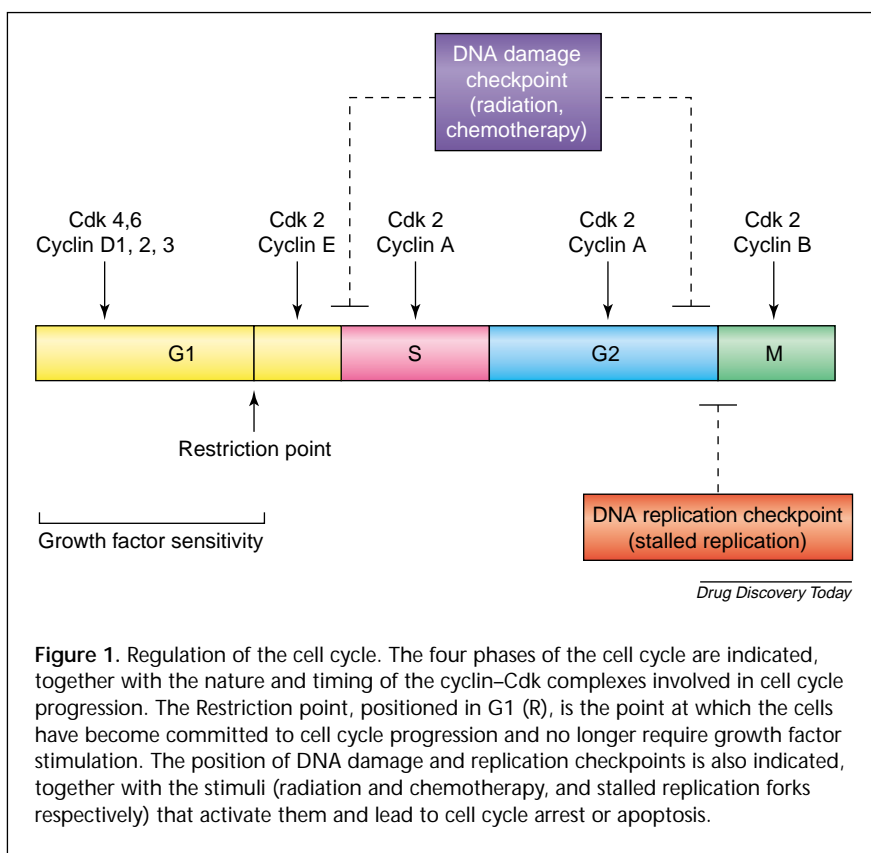 DNA damage
checkpoint
(radiation,
chemotherapy)
Cdk 4,6
Cyclin D1, 2, 3
Cdk 2
Cyclin E
Cdk 2
Cyclin A
Cdk 2
Cyclin A
Cdk 2
Cyclin B
G1
S
G2
M
Restriction point
Growth factor sensitivity
DNA replication checkpoint
(stalled replication)
Drug Discovery Today
Figure 1. Regulation of the cell cycle. The four phases of the cell cycle are indicated,
together with the nature and timing of the cyclin–Cdk complexes involved in cell cycle
progression. The Restriction point, positioned in G1 (R), is the point at which the cells
have become committed to cell cycle progression and no longer require growth factor
stimulation. The position of DNA damage and replication checkpoints is also indicated,
together with the stimuli (radiation and chemotherapy, and stalled replication forks
respectively) that activate them and lead to cell cycle arrest or apoptosis.